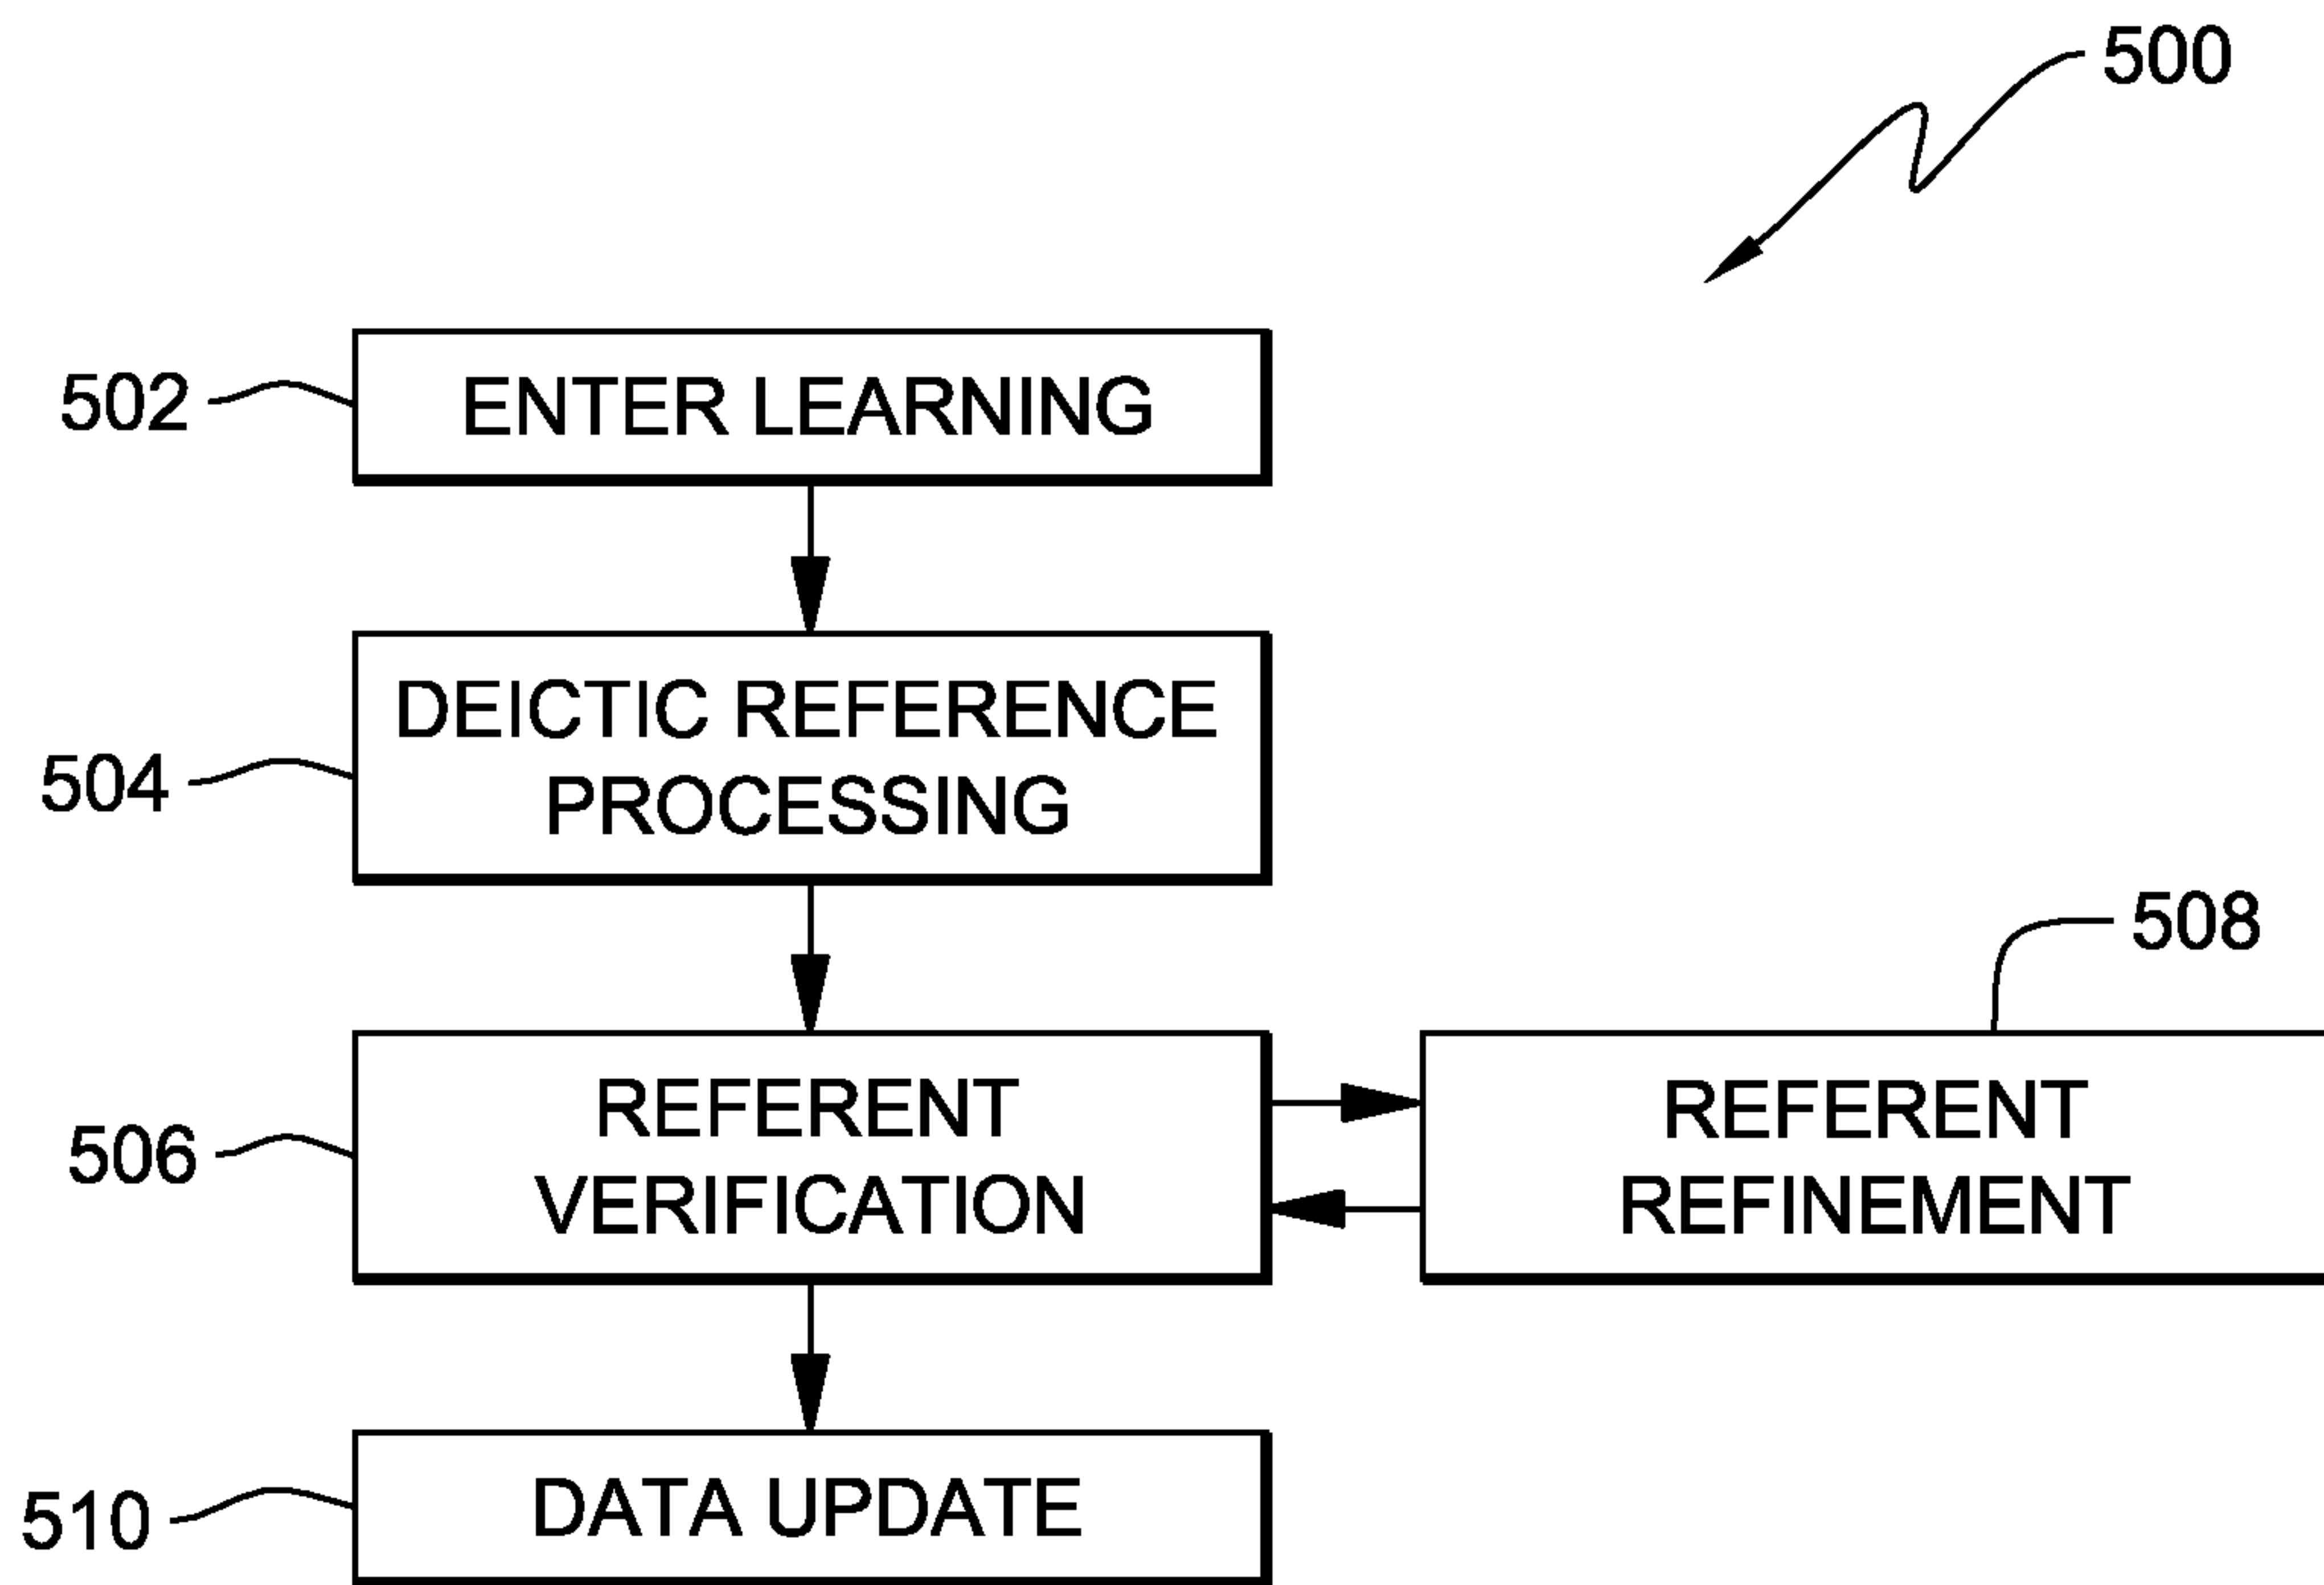 500
502
ENTER LEARNING
504
DEICTIC REFERENCE
PROCESSING
508
506
REFERENT
VERIFICATION
REFERENT
REFINEMENT
510
DATA UPDATE